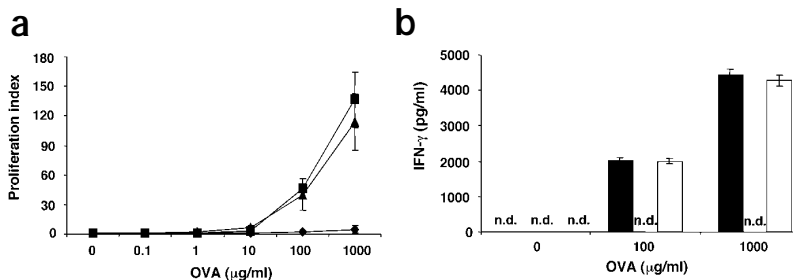 a
b
Proliferation index
180
150
120
90
60
30
0
0 0.1 1 10 100 1000
OVA (µg/ml)
IFN-γ (pg/ml)
5000
4000
3000
2000
1000
0
n.d. n.d. n.d. n.d. n.d.
0 100 1000
OVA (µg/ml)